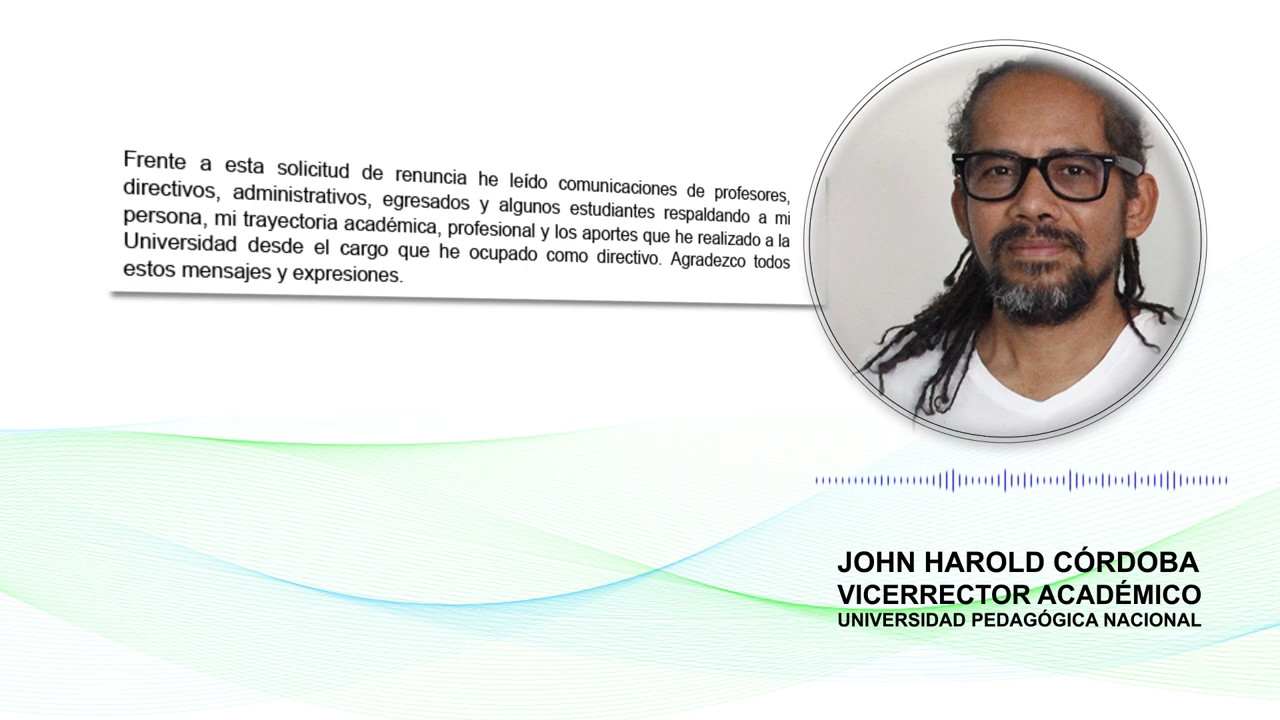 Frente a esta solicitud de renuncia he leído comunicaciones de profesores,
directivos, administrativos, egresados y algunos estudiantes respaldando a mi
persona, mi trayectoria académica, profesional y los aportes que he realizado a la
Universidad desde el cargo que he ocupado como directivo. Agradezco todos
estos mensajes y expresiones.
JOHN HAROLD CÓRDOBA
VICERRECTOR ACADÉMICO
UNIVERSIDAD PEDAGÓGICA NACIONAL